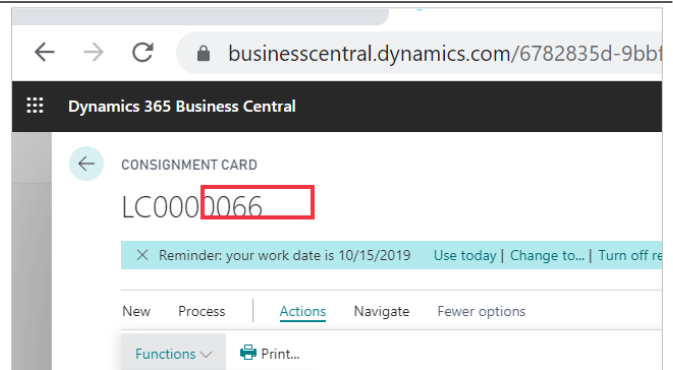 businesscentral.dynamics.com/6782835d-9bbf
Dynamics 365 Business Central
CONSIGNMENT CARD
LC0000066
Reminder: your work date is 10/15/2019 Use today | Change to... | Turn off re
New Process Actions Navigate Fewer options
Functions Print...